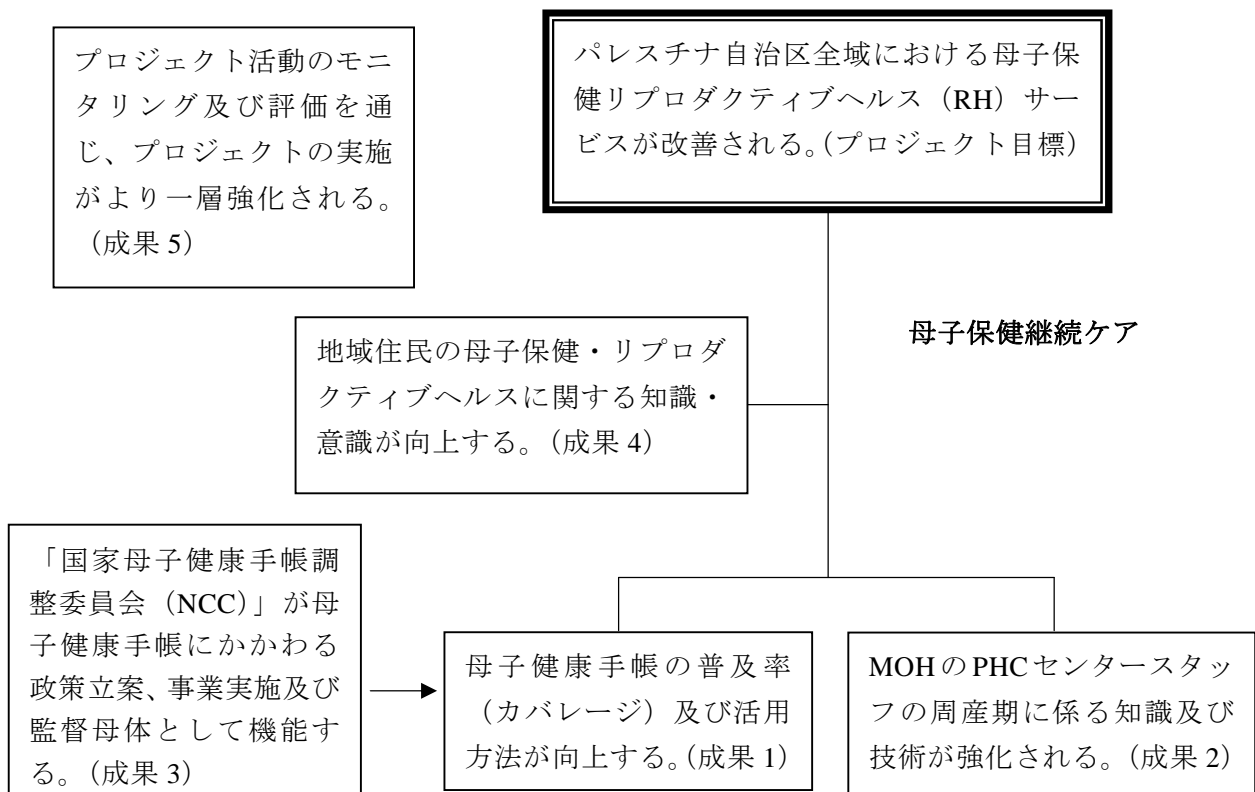 プロジェクト活動のモニ
タリング及び評価を通
じ、プロジェクトの実施
がより一層強化される。
（成果 5）
パレスチナ自治区全域における母子保
健リプロダクティブヘルス（RH）サー
ビスが改善される。（プロジェクト目標）
母子保健継続ケア
地域住民の母子保健・リプロダ
クティブヘルスに関する知識・
意識が向上する。（成果 4）
「国家母子健康手帳調
整委員会（NCC）」が母
子健康手帳にかかわる
政策立案、事業実施及び
監督母体として機能す
る。（成果 3）
母子健康手帳の普及率
（カバレージ）及び活用
方法が向上する。（成果 1）
MOH の PHC センタースタッ
フの周産期に係る知識及び
技術が強化される。（成果 2）